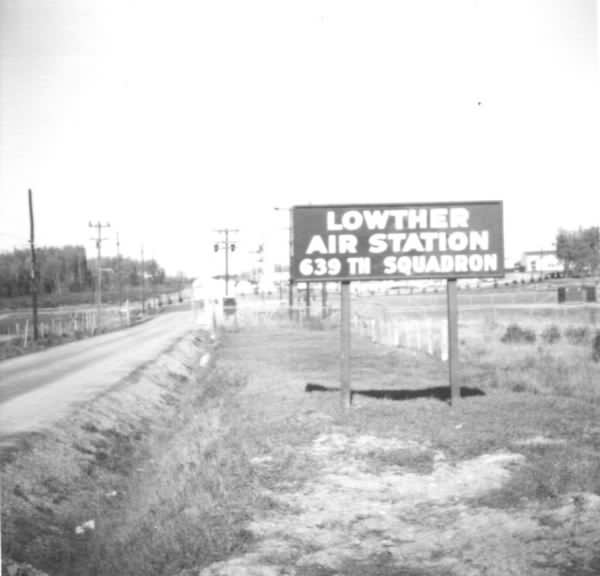 LOWTHER
AIR STATION
639 TH SQUADRON